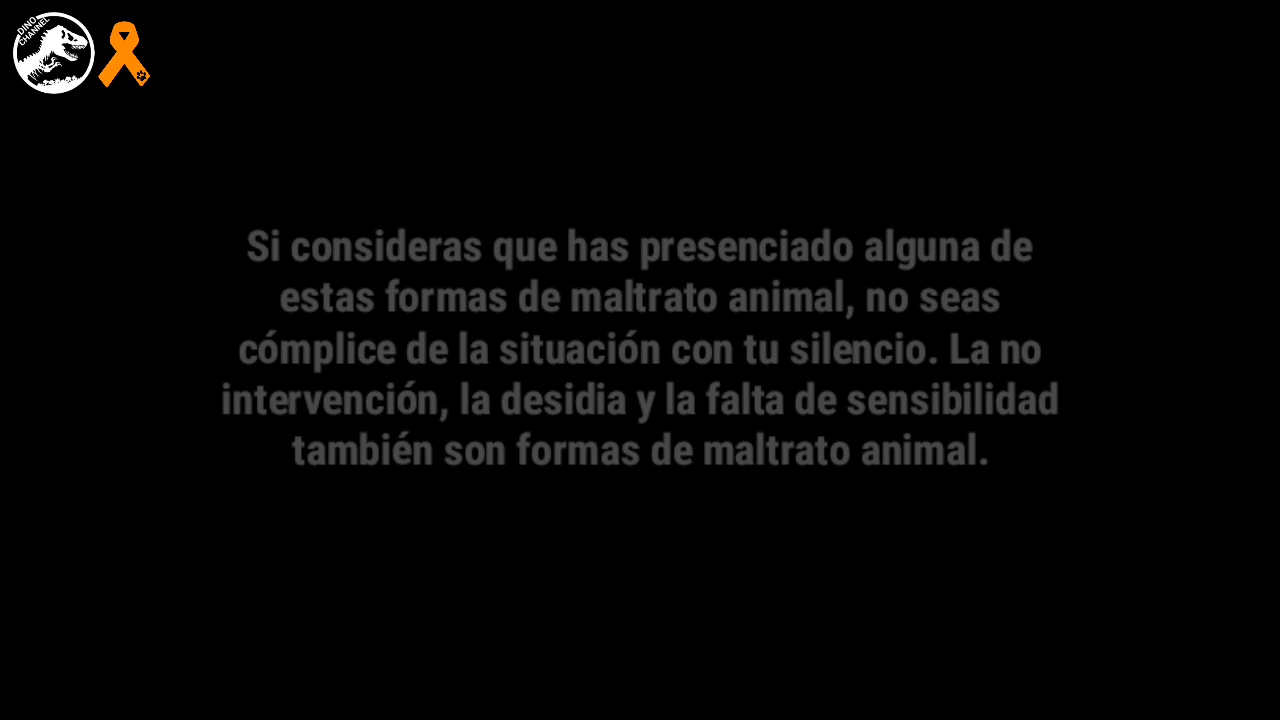 DINO
CHANNEL
Si consideras que has presenciado alguna de
estas formas de maltrato animal, no seas
cómplice de la situación con tu silencio. La no
intervención, la desidia y la falta de sensibilidad
también son formas de maltrato animal.